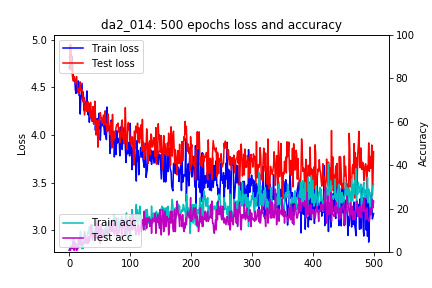 da2_014: 500 epochs loss and accuracy
Train loss
Test loss
Train acc
Test acc
Loss
5.0
4.5
4.0
3.5
3.0
Accuracy
100
80
60
40
20
0
0
100
200
300
400
500